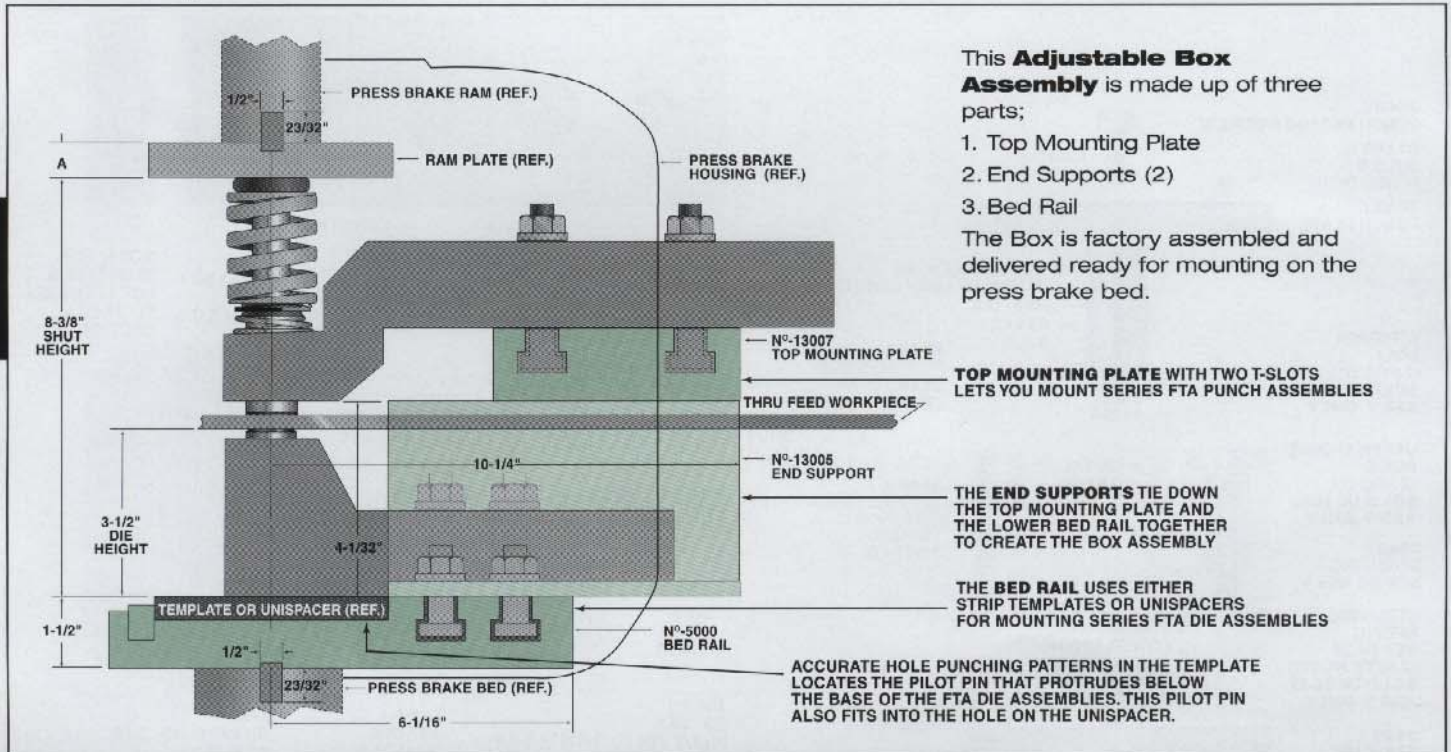 This Adjustable Box
Assembly is made up of three
parts;
1. Top Mounting Plate
2. End Supports (2)
3. Bed Rail
The Box is factory assembled and
delivered ready for mounting on the
press brake bed.
1/2"
PRESS BRAKE RAM (REF.)
23/32"
A
RAM PLATE (REF.)
PRESS BRAKE
HOUSING (REF.)
8-3/8"
SHUT
HEIGHT
Nº-13007
TOP MOUNTING PLATE
TOP MOUNTING PLATE WITH TWO T-SLOTS
LETS YOU MOUNT SERIES FTA PUNCH ASSEMBLIES
THRU FEED WORKPIECE
10-1/4"
Nº-13005
END SUPPORT
THE END SUPPORTS TIE DOWN
THE TOP MOUNTING PLATE AND
THE LOWER BED RAIL TOGETHER
TO CREATE THE BOX ASSEMBLY
3-1/2"
DIE
HEIGHT
4-1/32"
THE BED RAIL USES EITHER
STRIP TEMPLATES OR UNISPACERS
FOR MOUNTING SERIES FTA DIE ASSEMBLIES
TEMPLATE OR UNISPACER (REF.)
1-1/2"
Nº-5000
BED RAIL
1/2"
23/32"
PRESS BRAKE BED (REF.)
6-1/16"
ACCURATE HOLE PUNCHING PATTERNS IN THE TEMPLATE
LOCATES THE PILOT PIN THAT PROTRUDES BELOW
THE BASE OF THE FTA DIE ASSEMBLIES. THIS PILOT PIN
ALSO FITS INTO THE HOLE ON THE UNISPACER.